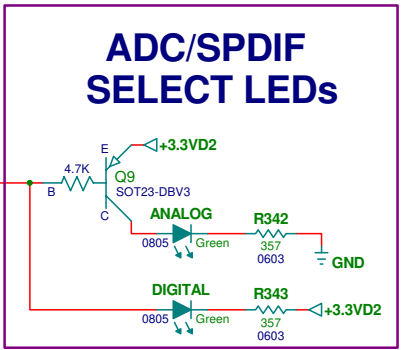 ADC/SPDIF
SELECT LEDs
E
+3.3VD2
4.7K
Q9
B
SOT23-DBV3
C
ANALOG
R342
0805
Green
357
0603
GND
DIGITAL
R343
0805
Green
357
+3.3VD2
0603